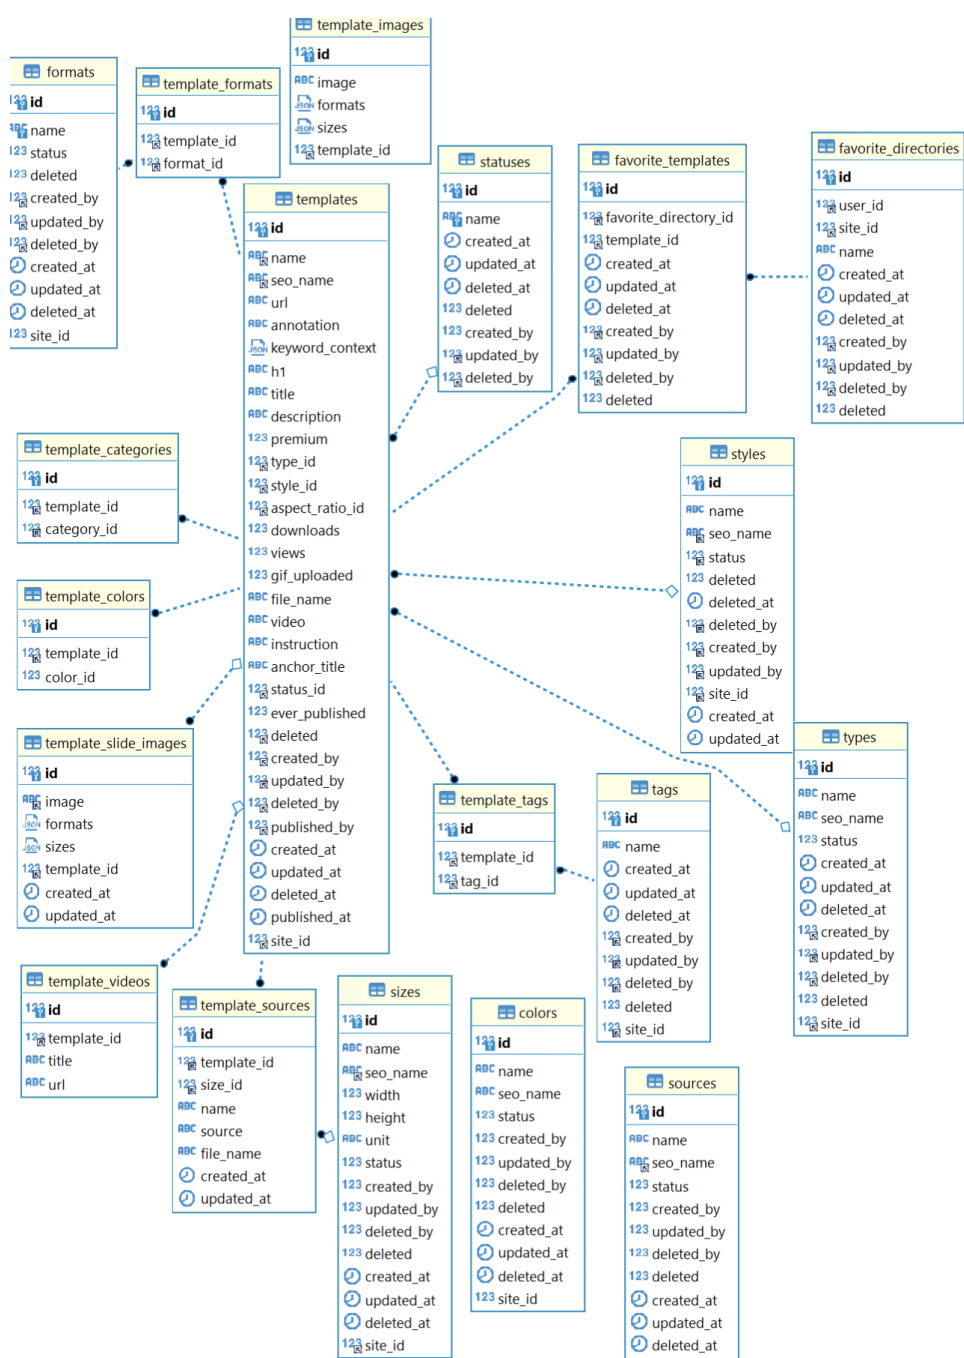 template_images
id
image
formats
sizes
template_id
formats
id
name
status
deleted
created_by
updated_by
deleted_by
created_at
updated_at
deleted_at
site_id
template_formats
id
template_id
format_id
statuses
id
name
created_at
updated_at
deleted_at
deleted
created_by
updated_by
deleted_by
favorite_templates
id
favorite_directory_id
template_id
created_at
updated_at
deleted_at
created_by
updated_by
deleted_by
deleted
favorite_directories
id
user_id
site_id
name
created_at
updated_at
deleted_at
created_by
updated_by
deleted_by
deleted
templates
id
name
seo_name
url
annotation
keyword_context
h1
title
description
premium
type_id
style_id
aspect_ratio_id
downloads
views
gif_uploaded
file_name
video
instruction
anchor_title
status_id
ever_published
deleted
created_by
updated_by
deleted_by
published_by
created_at
updated_at
deleted_at
published_at
site_id
template_categories
id
template_id
category_id
styles
id
name
seo_name
status
deleted
deleted_at
deleted_by
created_by
updated_by
site_id
created_at
updated_at
template_colors
id
template_id
color_id
template_slide_images
id
image
formats
sizes
template_id
created_at
updated_at
types
id
name
seo_name
status
created_at
updated_at
deleted_at
created_by
updated_by
deleted_by
deleted
site_id
template_tags
id
template_id
tag_id
tags
id
name
created_at
updated_at
deleted_at
created_by
updated_by
deleted_by
deleted
site_id
template_videos
id
template_id
title
url
template_sources
id
template_id
size_id
name
source
file_name
created_at
updated_at
sizes
id
name
seo_name
width
height
unit
status
created_by
updated_by
deleted_by
deleted
created_at
updated_at
deleted_at
site_id
colors
id
name
seo_name
status
created_by
updated_by
deleted_by
deleted
created_at
updated_at
deleted_at
site_id
sources
id
name
seo_name
status
created_by
updated_by
deleted_by
deleted
created_at
updated_at
deleted_at